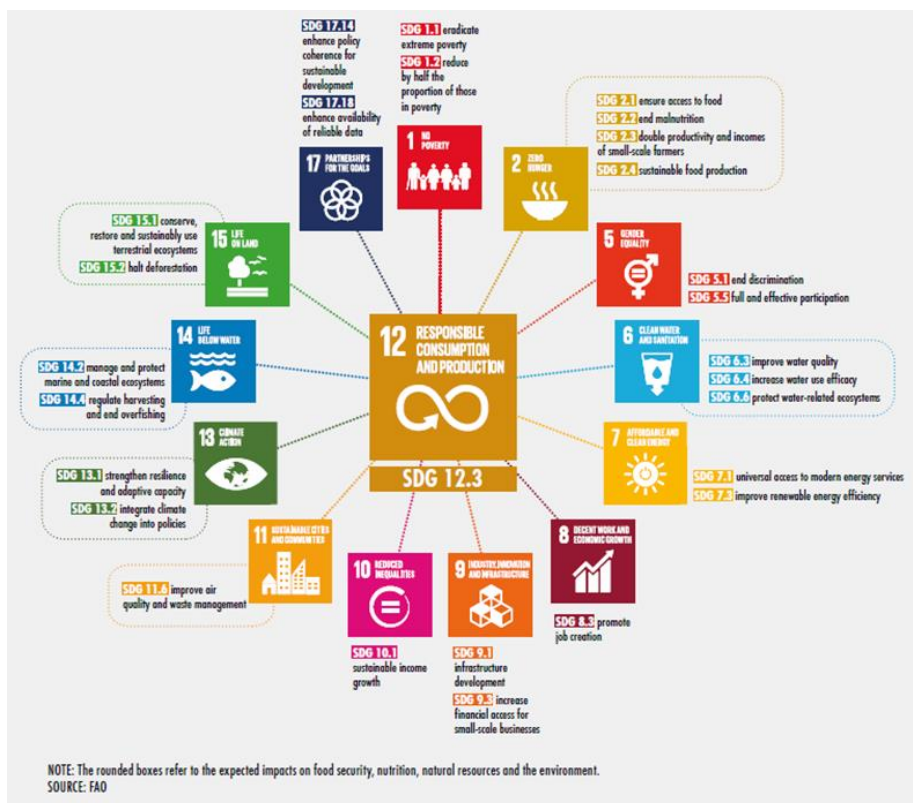 SDG 17.14
enhance policy
coherence for
sustainable
development
SDG 17.18
enhance availability
of reliable data
SDG 1.1 eradicate
extreme poverty
SDG 1.2 reduce
by half the
proportion of those
in poverty
SDG 2.1 ensure access to food
SDG 2.2 end malnutrition
SDG 2.3 double productivity and incomes
of small-scale farmers
SDG 2.4 sustainable food production
17 PARTNERSHIPS
FOR THE GOALS
1 NO
POVERTY
2 ZERO
HUNGER
SDG 15.1 conserve,
restore and sustainably use
terrestrial ecosystems
SDG 15.2 halt deforestation
15 LIFE
ON LAND
5 GENDER
EQUALITY
SDG 5.1 end discrimination
SDG 5.5 full and effective participation
14 LIFE
BELOW WATER
SDG 14.2 manage and protect
marine and coastal ecosystems
SDG 14.4 regulate harvesting
and end overfishing
12 RESPONSIBLE
CONSUMPTION
AND PRODUCTION
SDG 12.3
6 CLEAN WATER
AND SANITATION
SDG 6.3 improve water quality
SDG 6.4 increase water use efficacy
SDG 6.6 protect water-related ecosystems
13 CLIMATE
ACTION
SDG 13.1 strengthen resilience
and adaptive capacity
SDG 13.2 integrate climate
change into policies
7 AFFORDABLE AND
CLEAN ENERGY
SDG 7.1 universal access to modern energy services
SDG 7.3 improve renewable energy efficiency
11 SUSTAINABLE CITIES
AND COMMUNITIES
SDG 11.6 improve air
quality and waste management
10 REDUCED
INEQUALITIES
SDG 10.1
sustainable income
growth
9 INDUSTRY, INNOVATION
AND INFRASTRUCTURE
SDG 9.1
infrastructure
development
SDG 9.3 increase
financial access for
small-scale businesses
8 DECENT WORK AND
ECONOMIC GROWTH
SDG 8.3 promote
job creation
NOTE: The rounded boxes refer to the expected impacts on food security, nutrition, natural resources and the environment.
SOURCE: FAO